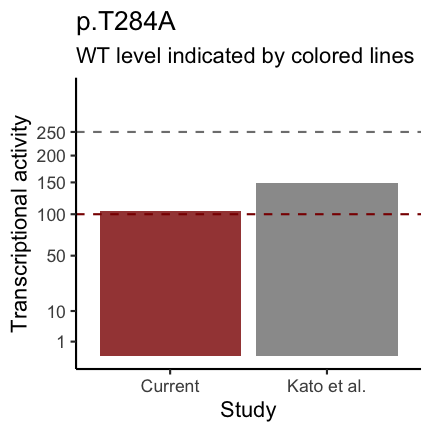 p.T284A
WT level indicated by colored lines
Transcriptional activity
250
200
150
100
50
10
1
Current
Kato et al.
Study